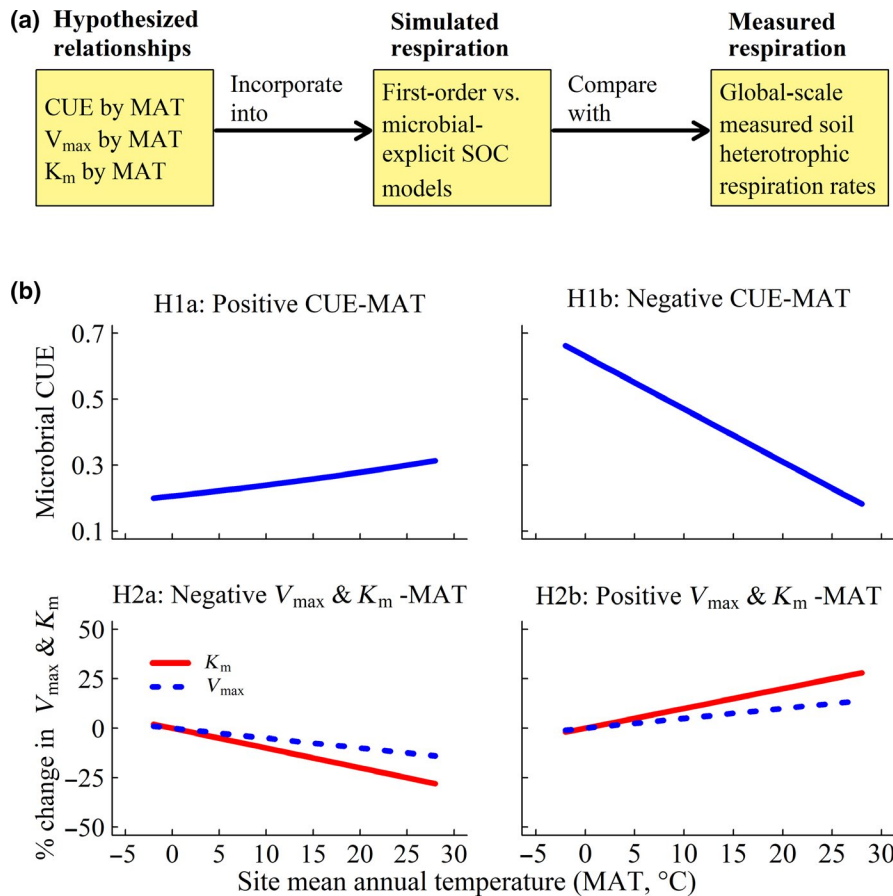 (a)
Hypothesized
relationships
CUE by MAT
Vmax by MAT
Km by MAT
Incorporate
into
Simulated
respiration
First-order vs.
microbial-
explicit SOC
models
Compare
with
Measured
respiration
Global-scale
measured soil
heterotrophic
respiration rates
(b)
H1a: Positive CUE-MAT
H1b: Negative CUE-MAT
Microbrial CUE
0.7
0.5
0.3
0.1
H2a: Negative Vmax & Km -MAT
H2b: Positive Vmax & Km -MAT
% change in Vmax & Km
50
25
0
−25
−50
Km
Vmax
−5 0 5 10 15 20 25 30
−5 0 5 10 15 20 25 30
Site mean annual temperature (MAT, °C)